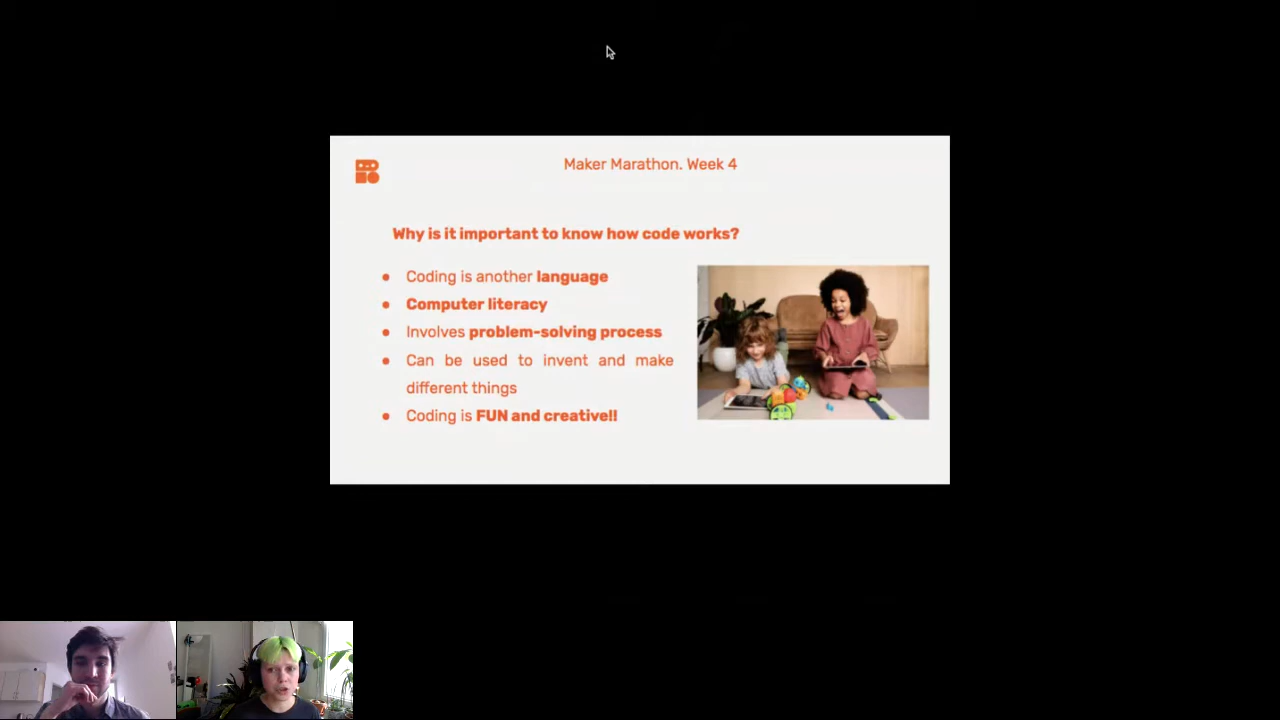 Maker Marathon. Week 4
Why is it important to know how code works?
Coding is another language
Computer literacy
Involves problem-solving process
Can be used to invent and make
different things
Coding is FUN and creative!!